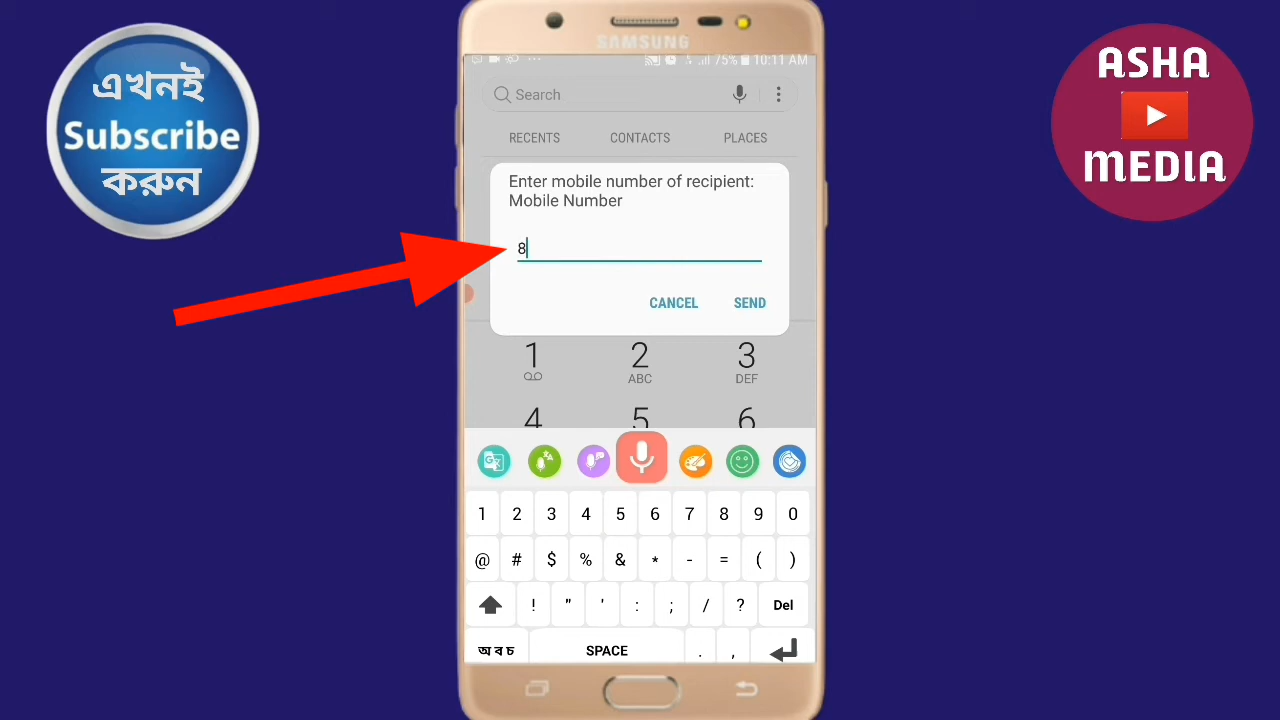 এখনই
Subscribe
করুন
ASHA
MEDIA
SAMSUNG
75% 10:11 AM
Search
RECENTS CONTACTS PLACES
Enter mobile number of recipient:
Mobile Number
8
CANCEL SEND
1 2 3
ABC DEF
4 5 6
1 2 3 4 5 6 7 8 9 0
@ # $ % & * - = ( )
! " ' : ; / ? Del
অ ব চ SPACE . ,